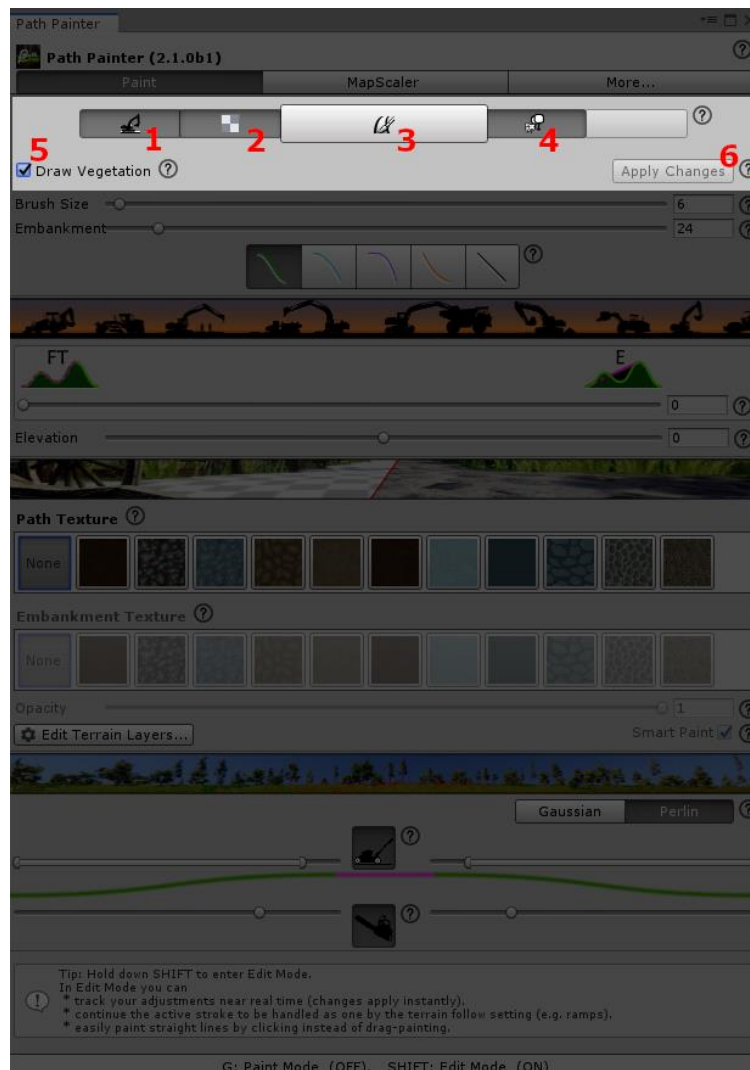 Path Painter
Path Painter (2.1.0b1)
Paint MapScaler More...
1 2 3 4
5 6
Draw Vegetation Apply Changes
Brush Size 6
Embankment 24
FT E
0
Elevation 0
Path Texture
None
Embankment Texture
None
Opacity 1
Edit Terrain Layers... Smart Paint
Gaussian Perlin
Tip: Hold down SHIFT to enter Edit Mode.
In Edit Mode you can
* track your adjustments near real time (changes apply instantly).
* continue the active stroke to be handled as one by the terrain follow setting (e.g. ramps).
* easily paint straight lines by clicking instead of drag-painting.
G: Paint Mode (OFF), SHIFT: Edit Mode (ON)